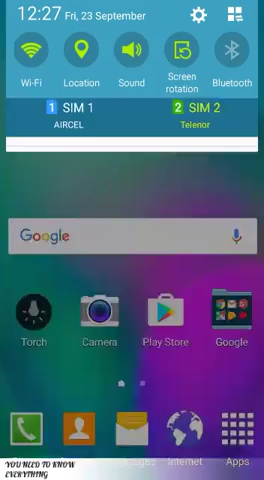 12:27 Fri, 23 September
Wi-Fi
Location
Sound
Screen
rotation
Bluetooth
1 SIM 1
2 SIM 2
AIRCEL
Telenor
Google
Torch
Camera
Play Store
Google
Internet
Apps
YOU NEED TO KNOW
EVERYTHING